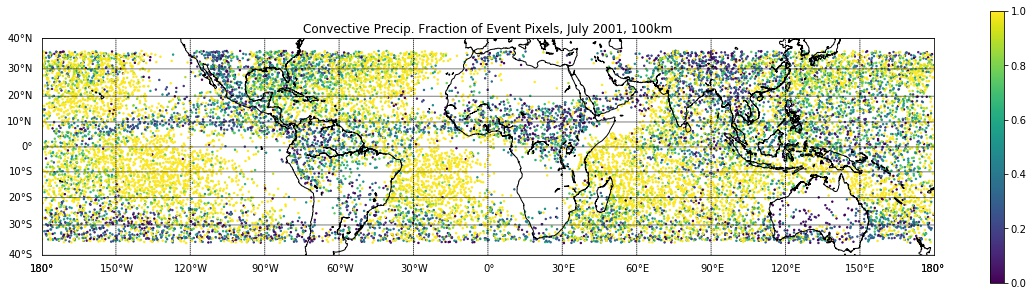 Convective Precip. Fraction of Event Pixels, July 2001, 100km
1.0
40°N
30°N
0.8
20°N
10°N
0.6
0°
0.4
10°S
20°S
0.2
30°S
40°S
0.0
180° 150°W 120°W 90°W 60°W 30°W 0° 30°E 60°E 90°E 120°E 150°E 180°